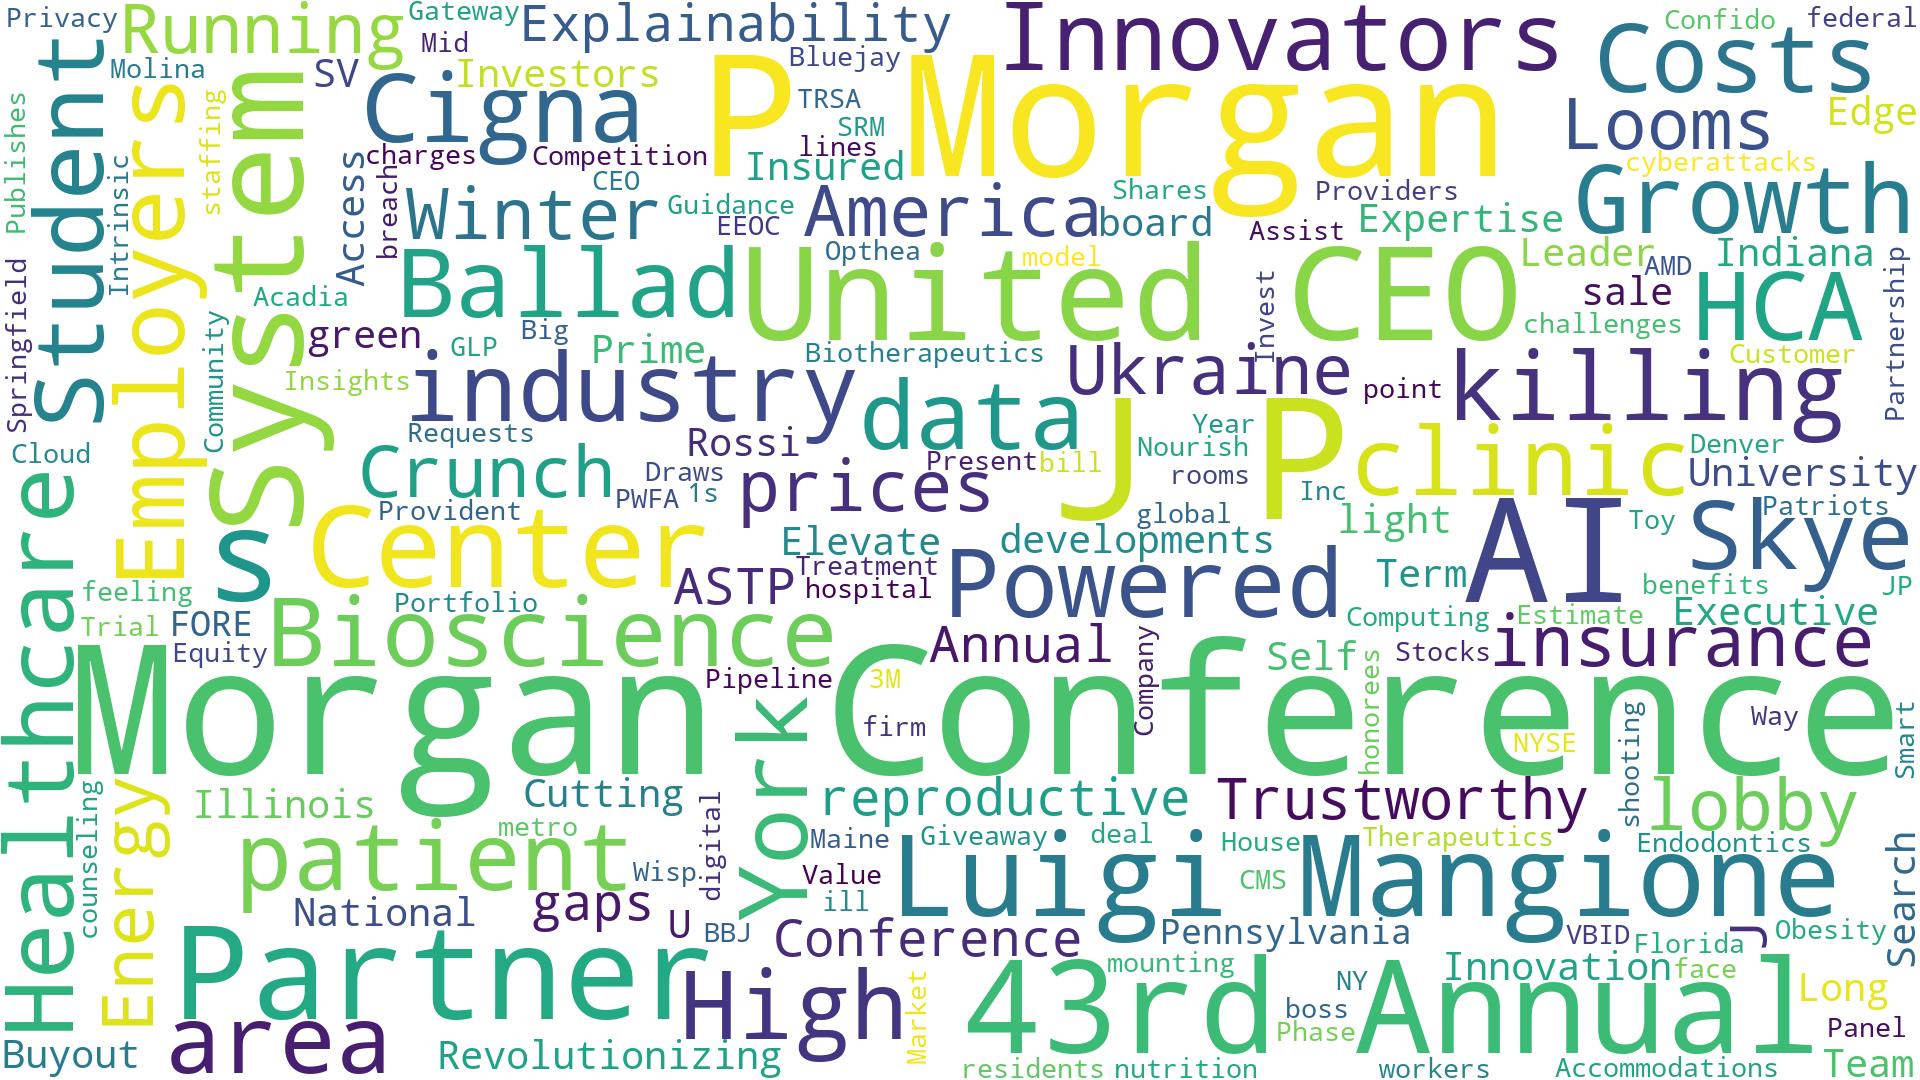 Privacy
Running
Gateway
Explainability
Innovators
Confido
federal
Mid
Molina
SV
Investors
Bluejay
Costs
Student
Employers
staffing
System
Cigna
P Morgan
TRSA
SRM
lines
Looms
Edge
Publishes
Intrinsic
Access
charges
breach
Competition
Insured
cyberattacks
CEO
Winter
Guidance
EEOC
America
Shares
board
Providers
Assist
Expertise
Growth
Opthea
model
Leader
AMD
Indiana
Partnership
Springfield
Acadia
Ballad
United
CEO
Invest
sale
HCA
challenges
Community
green
GLP
Big
Prime
Biotherapeutics
Ukraine
Customer
Insights
industry
data
point
killing
J P
Requests
Rossi
Year
Nourish
rooms
clinic
Denver
University
Cloud
Crunch
Draws
PWFA
1s
prices
Present
bill
Inc
Patriots
Healthcare
s
Center
Provident
global
light
Toy
AI
Skye
Elevate
developments
Treatment
hospital
ASTP
Powered
Term
benefits
JP
feeling
Trial
FORE
Equity
Portfolio
Bioscience
Computing
Estimate
Executive
Annual
company
Self
Stocks
insurance
Morgan
Pipeline
3M
firm
Conference
honorees
NYSE
shooting
Way
Smart
York
counseling
Energy
Illinois
Cutting
metro
digital
reproductive
Trustworthy
lobby
patient
Wisp
Maine
Giveaway
deal
House
Therapeutics
Endodontics
Value
ill
Luigi
CMS
Mangione
Search
National
gaps
U
BBJ
Conference
Pennsylvania
VBID
J
Florida
Obesity
Partner
High
Market
43rd
mounting
NY
boss
Phase
Annual
Innovation
face
Long
Panel
Buyout
area
Revolutionizing
residents
nutrition
workers
Accommodations
Team